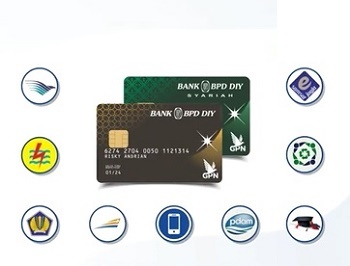 BANK BPD DIY
SYARIAH
BANK BPD DIY
GPN
6274 2704 0050 1121314
RISKY ANDRIAN
01/24
GPN
pdam